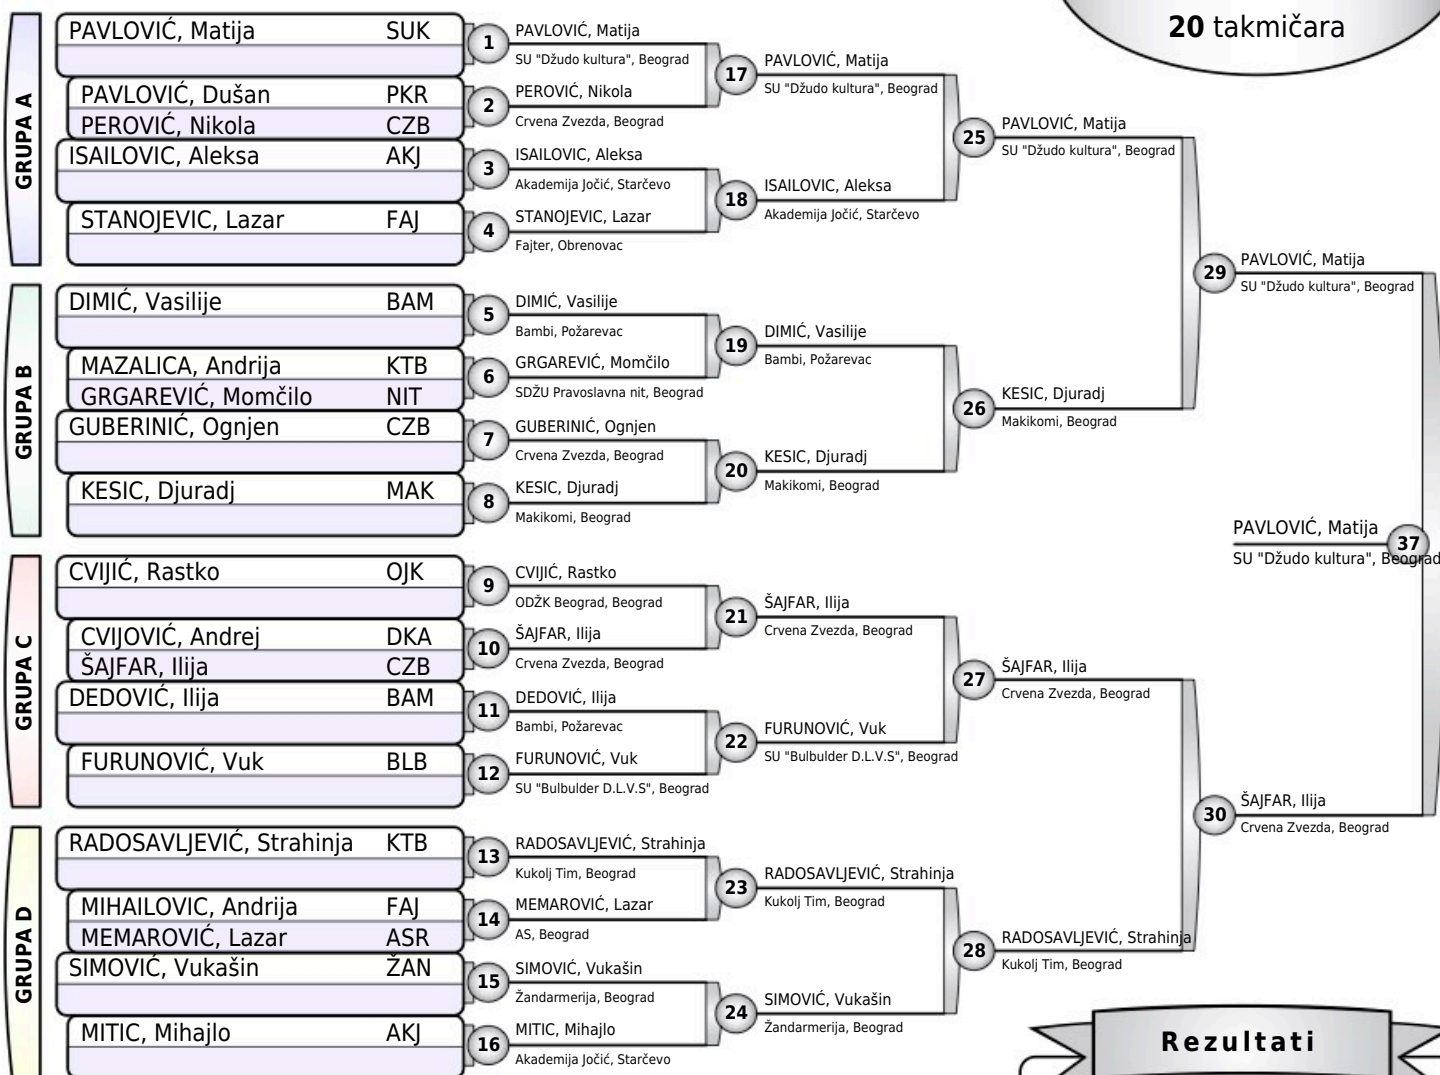 20 takmičara
GRUPA A
PAVLOVIĆ, Matija SUK
PAVLOVIĆ, Dušan PKR
PEROVIĆ, Nikola CZB
ISAILOVIC, Aleksa AKJ
STANOJEVIC, Lazar FAJ
GRUPA B
DIMIĆ, Vasilije BAM
MAZALICA, Andrija KTB
GRGAREVIĆ, Momčilo NIT
GUBERINIĆ, Ognjen CZB
KESIC, Djuradj MAK
GRUPA C
CVIJIĆ, Rastko OJK
CVIJOVIĆ, Andrej DKA
ŠAJFAR, Ilija CZB
DEDOVIĆ, Ilija BAM
FURUNOVIĆ, Vuk BLB
GRUPA D
RADOSAVLJEVIĆ, Strahinja KTB
MIHAILOVIC, Andrija FAJ
MEMAROVIĆ, Lazar ASR
SIMOVIĆ, Vukašin ŽAN
MITIC, Mihajlo AKJ
1 PAVLOVIĆ, Matija
SU "Džudo kultura", Beograd
2 PEROVIĆ, Nikola
Crvena Zvezda, Beograd
3 ISAILOVIC, Aleksa
Akademija Jočić, Starčevo
4 STANOJEVIC, Lazar
Fajter, Obrenovac
5 DIMIĆ, Vasilije
Bambi, Požarevac
6 GRGAREVIĆ, Momčilo
SDŽU Pravoslavna nit, Beograd
7 GUBERINIĆ, Ognjen
Crvena Zvezda, Beograd
8 KESIC, Djuradj
Makikomi, Beograd
9 CVIJIĆ, Rastko
ODŽK Beograd, Beograd
10 ŠAJFAR, Ilija
Crvena Zvezda, Beograd
11 DEDOVIĆ, Ilija
Bambi, Požarevac
12 FURUNOVIĆ, Vuk
SU "Bulbulder D.L.V.S", Beograd
13 RADOSAVLJEVIĆ, Strahinja
Kukolj Tim, Beograd
14 MEMAROVIĆ, Lazar
AS, Beograd
15 SIMOVIĆ, Vukašin
Žandarmerija, Beograd
16 MITIC, Mihajlo
Akademija Jočić, Starčevo
17 PAVLOVIĆ, Matija
SU "Džudo kultura", Beograd
18 ISAILOVIC, Aleksa
Akademija Jočić, Starčevo
19 DIMIĆ, Vasilije
Bambi, Požarevac
20 KESIC, Djuradj
Makikomi, Beograd
21 ŠAJFAR, Ilija
Crvena Zvezda, Beograd
22 FURUNOVIĆ, Vuk
SU "Bulbulder D.L.V.S", Beograd
23 RADOSAVLJEVIĆ, Strahinja
Kukolj Tim, Beograd
24 SIMOVIĆ, Vukašin
Žandarmerija, Beograd
25 PAVLOVIĆ, Matija
SU "Džudo kultura", Beograd
26 KESIC, Djuradj
Makikomi, Beograd
27 ŠAJFAR, Ilija
Crvena Zvezda, Beograd
28 RADOSAVLJEVIĆ, Strahinja
Kukolj Tim, Beograd
29 PAVLOVIĆ, Matija
SU "Džudo kultura", Beograd
30 ŠAJFAR, Ilija
Crvena Zvezda, Beograd
PAVLOVIĆ, Matija 37
SU "Džudo kultura", Beograd
Rezultati